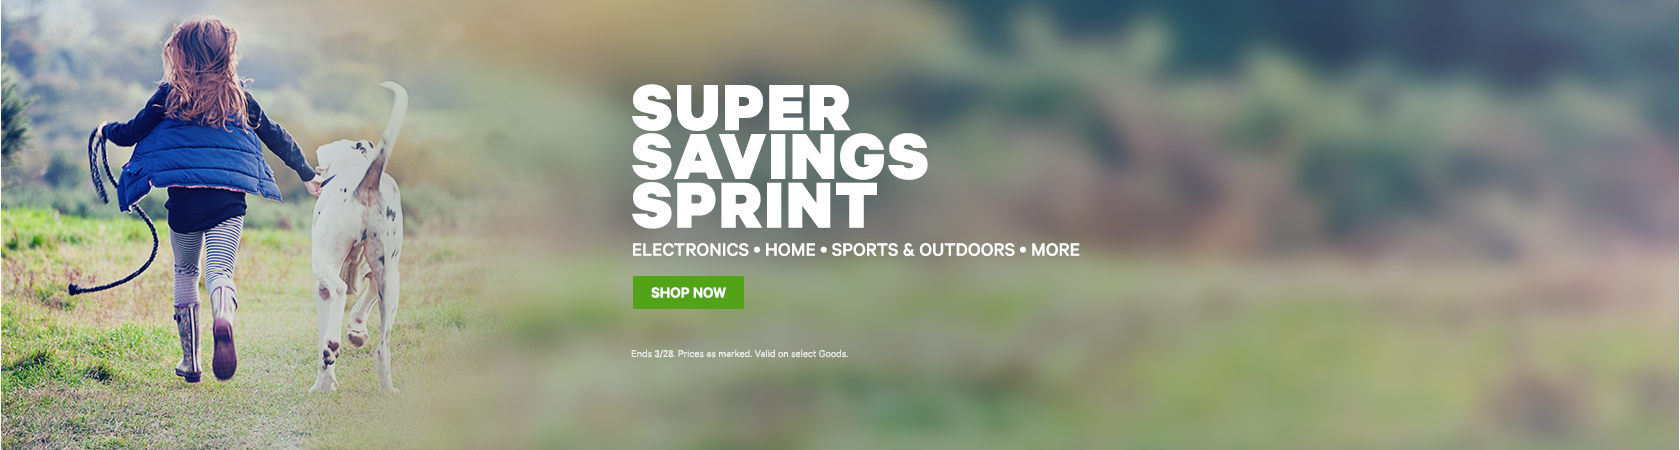 SUPER
SAVINGS
SPRINT
ELECTRONICS • HOME • SPORTS & OUTDOORS • MORE
SHOP NOW
Ends 3/28. Prices as marked. Valid on select Goods.